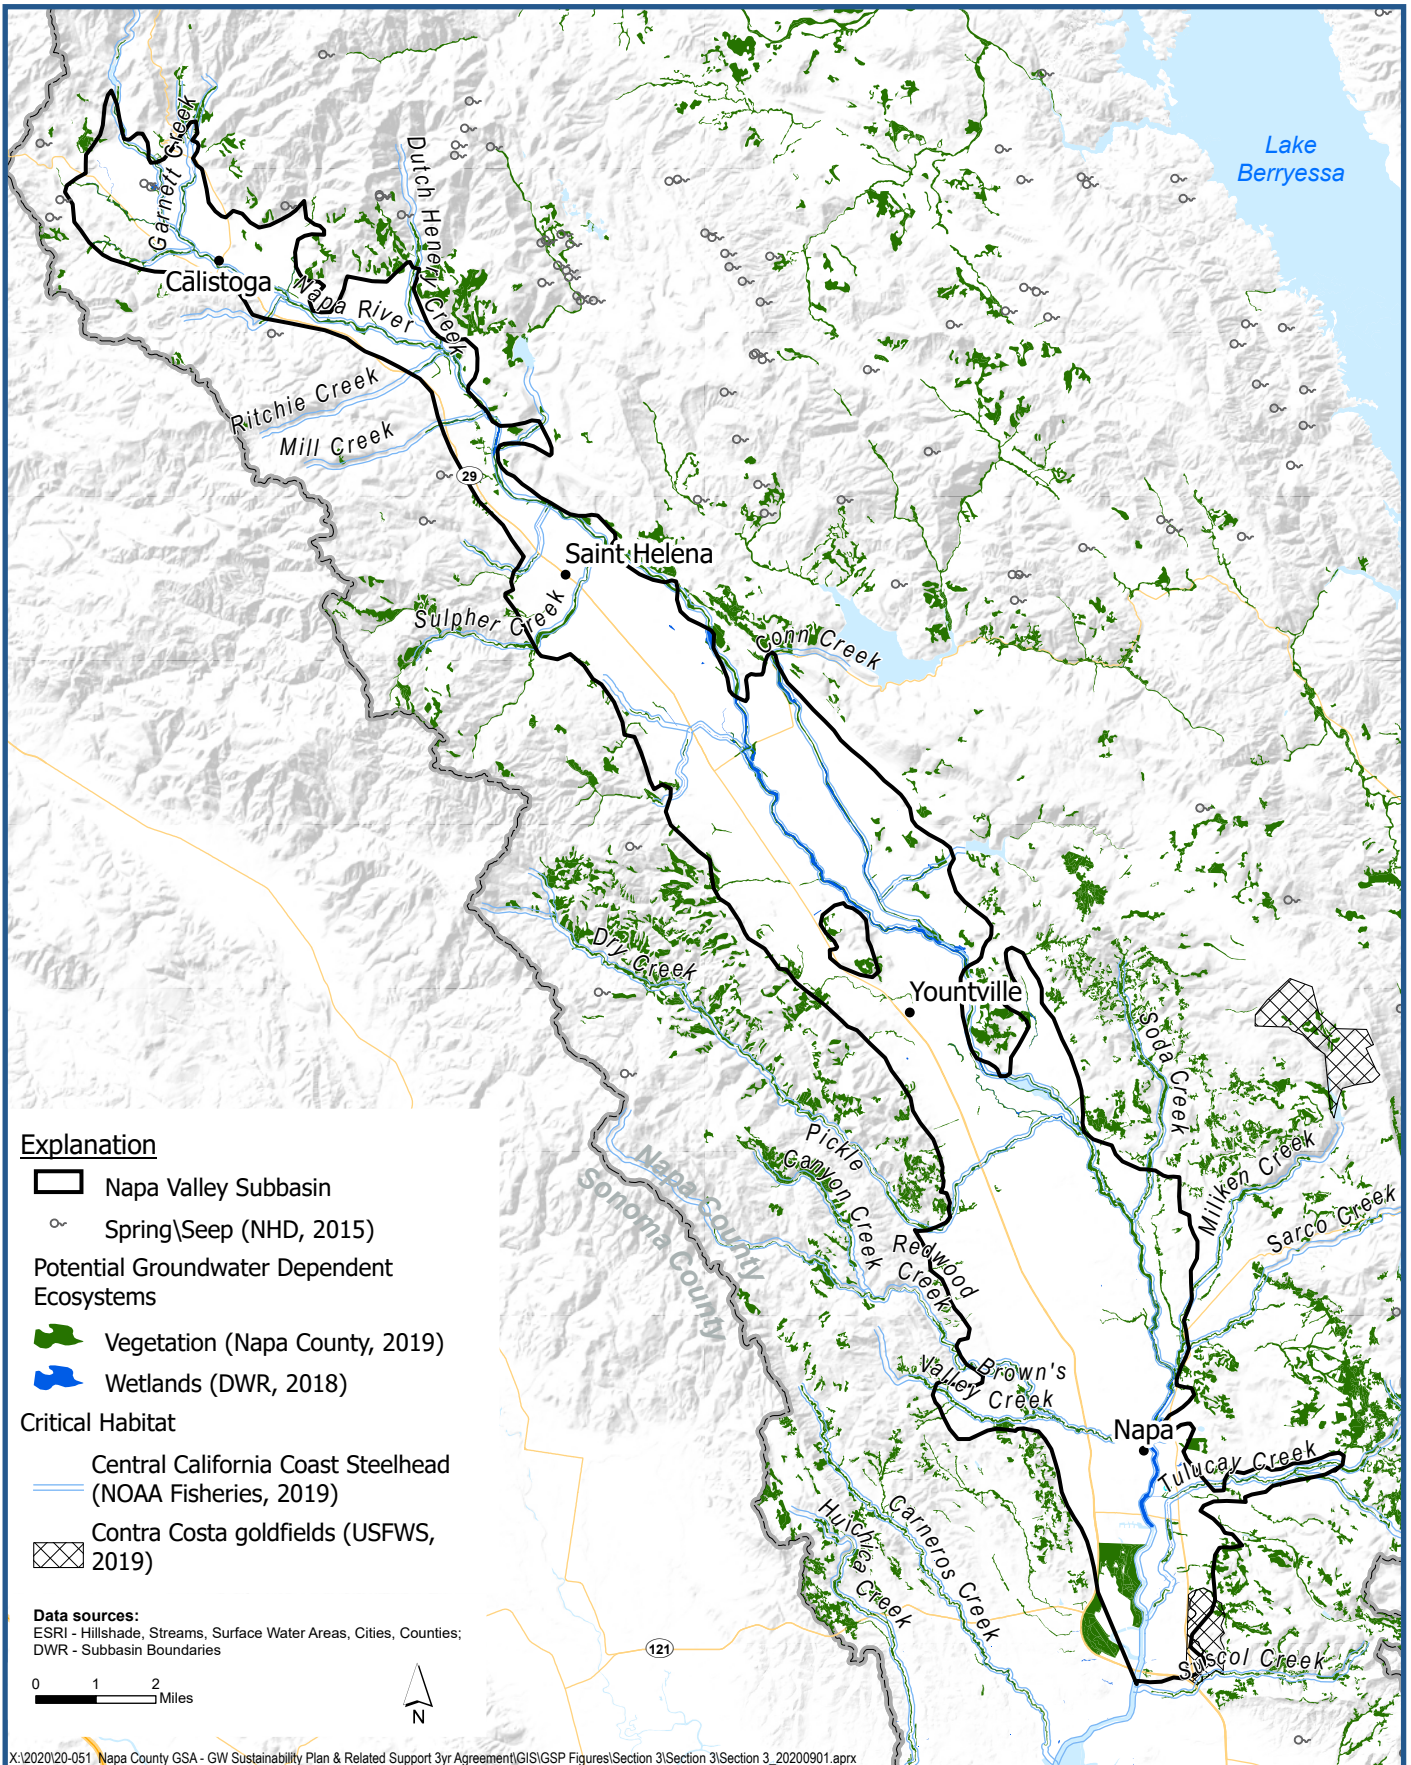 Lake
Berryessa
Garnett Creek
Dutch Henery Creek
Calistoga
Napa River
Ritchie Creek
Mill Creek
29
Saint Helena
Sulpher Creek
Conn Creek
Dry Creek
Yountville
Soda Creek
Pickle
Canyon Creek
Milliken Creek
Sarco Creek
Redwood
Creek
Napa County
Sonoma County
Brown's
Valley Creek
Napa
Tulucay Creek
Huichica Creek
Carneros Creek
Suscol Creek
121
Explanation
Napa Valley Subbasin
Spring\Seep (NHD, 2015)
Potential Groundwater Dependent
Ecosystems
Vegetation (Napa County, 2019)
Wetlands (DWR, 2018)
Critical Habitat
Central California Coast Steelhead
(NOAA Fisheries, 2019)
Contra Costa goldfields (USFWS,
2019)
Data sources:
ESRI - Hillshade, Streams, Surface Water Areas, Cities, Counties;
DWR - Subbasin Boundaries
0 1 2
Miles
N
X:\2020\20-051_Napa County GSA - GW Sustainability Plan & Related Support 3yr Agreement\GIS\GSP Figures\Section 3\Section 3\Section 3_20200901.aprx